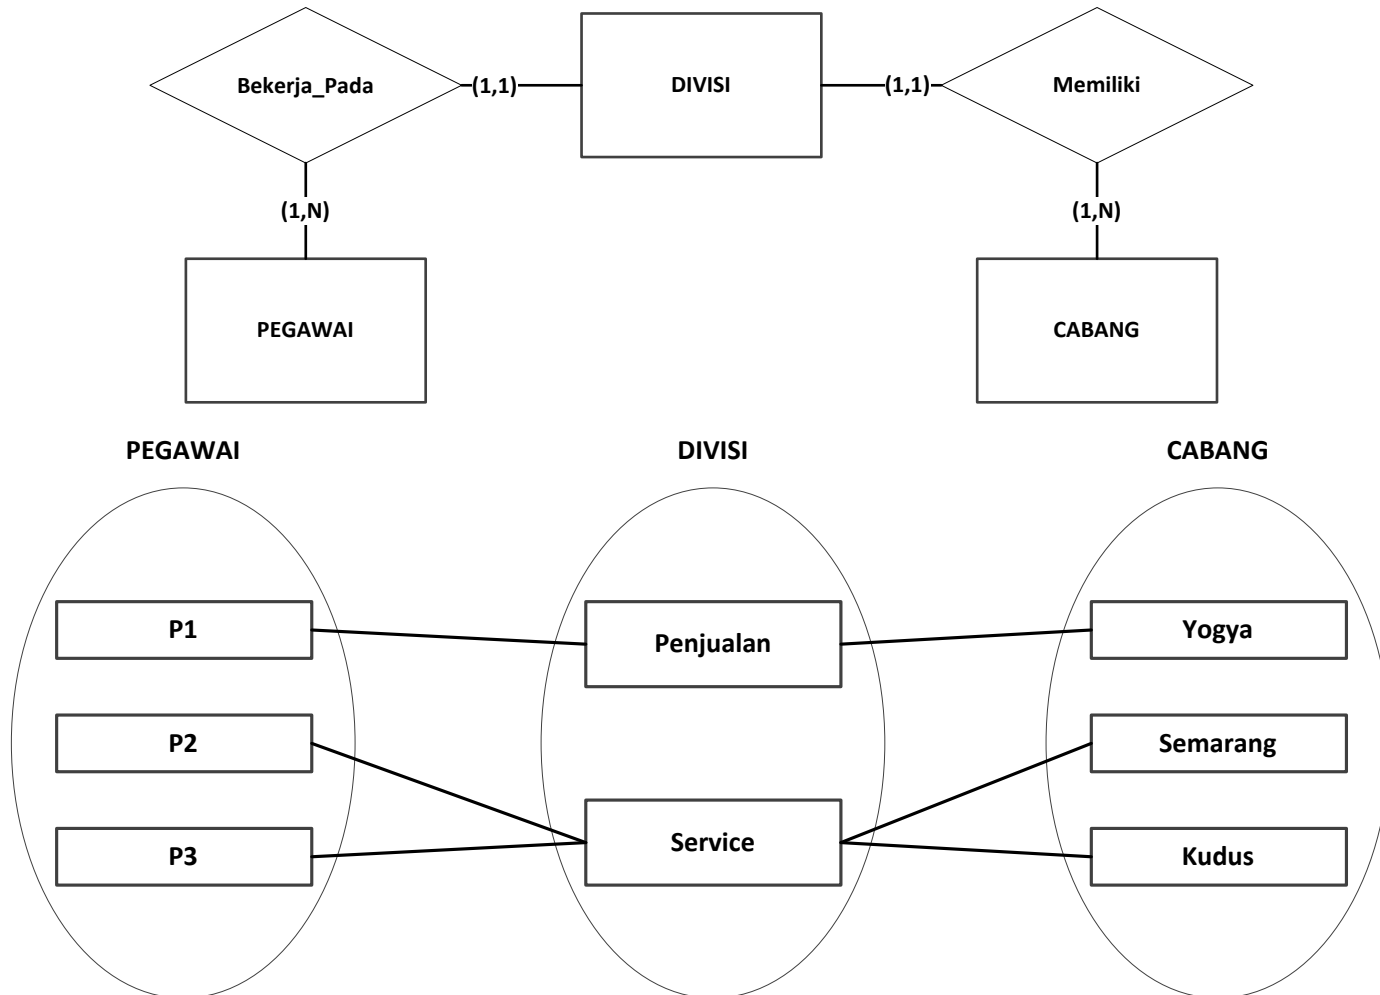 Bekerja_Pada
(1,1)
DIVISI
(1,1)
Memiliki
(1,N)
(1,N)
PEGAWAI
CABANG
PEGAWAI
DIVISI
CABANG
P1
Penjualan
Yogya
P2
Semarang
P3
Service
Kudus